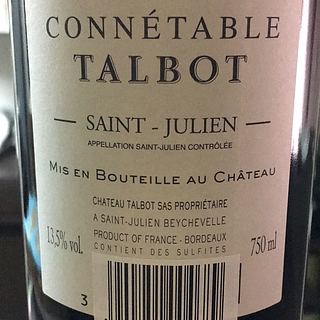 CONNÉTABLE
TALBOT
SAINT - JULIEN
APPELLATION SAINT-JULIEN CONTRÔLÉE
MIS EN BOUTEILLE AU CHÂTEAU
CHATEAU TALBOT SAS PROPRIÉTAIRE
A SAINT-JULIEN BEYCHEVELLE
13,5% vol. PRODUCT OF FRANCE - BORDEAUX 750 ml
CONTIENT DES SULFITES
3